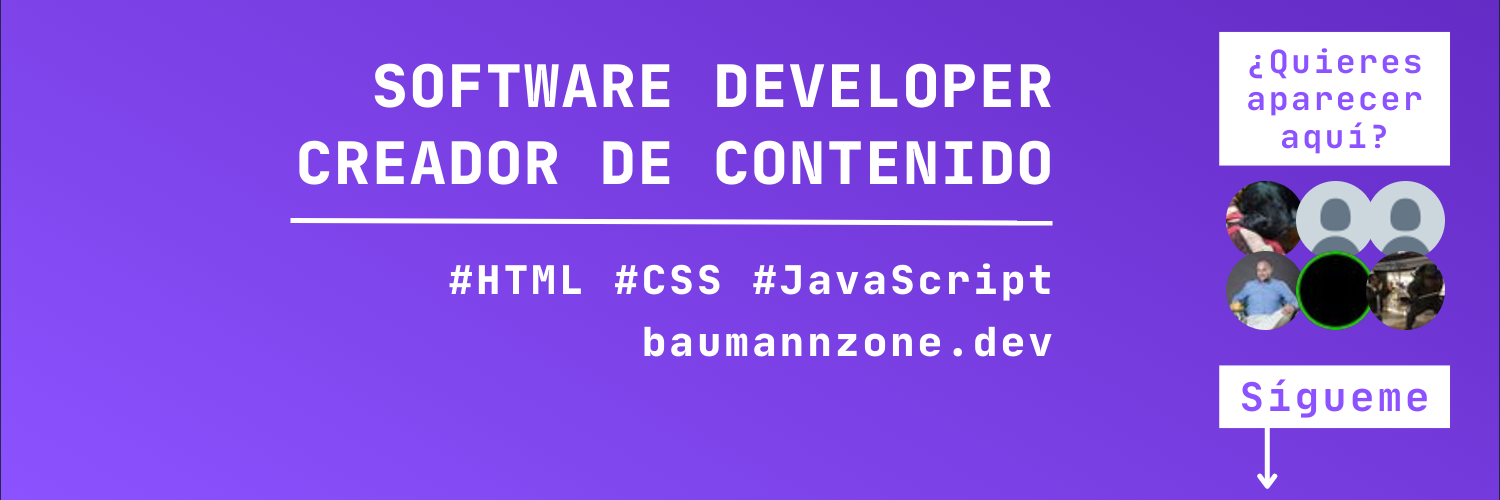 SOFTWARE DEVELOPER
CREADOR DE CONTENIDO
#HTML #CSS #JavaScript
baumannzone.dev
¿Quieres
aparecer
aquí?
Sígueme